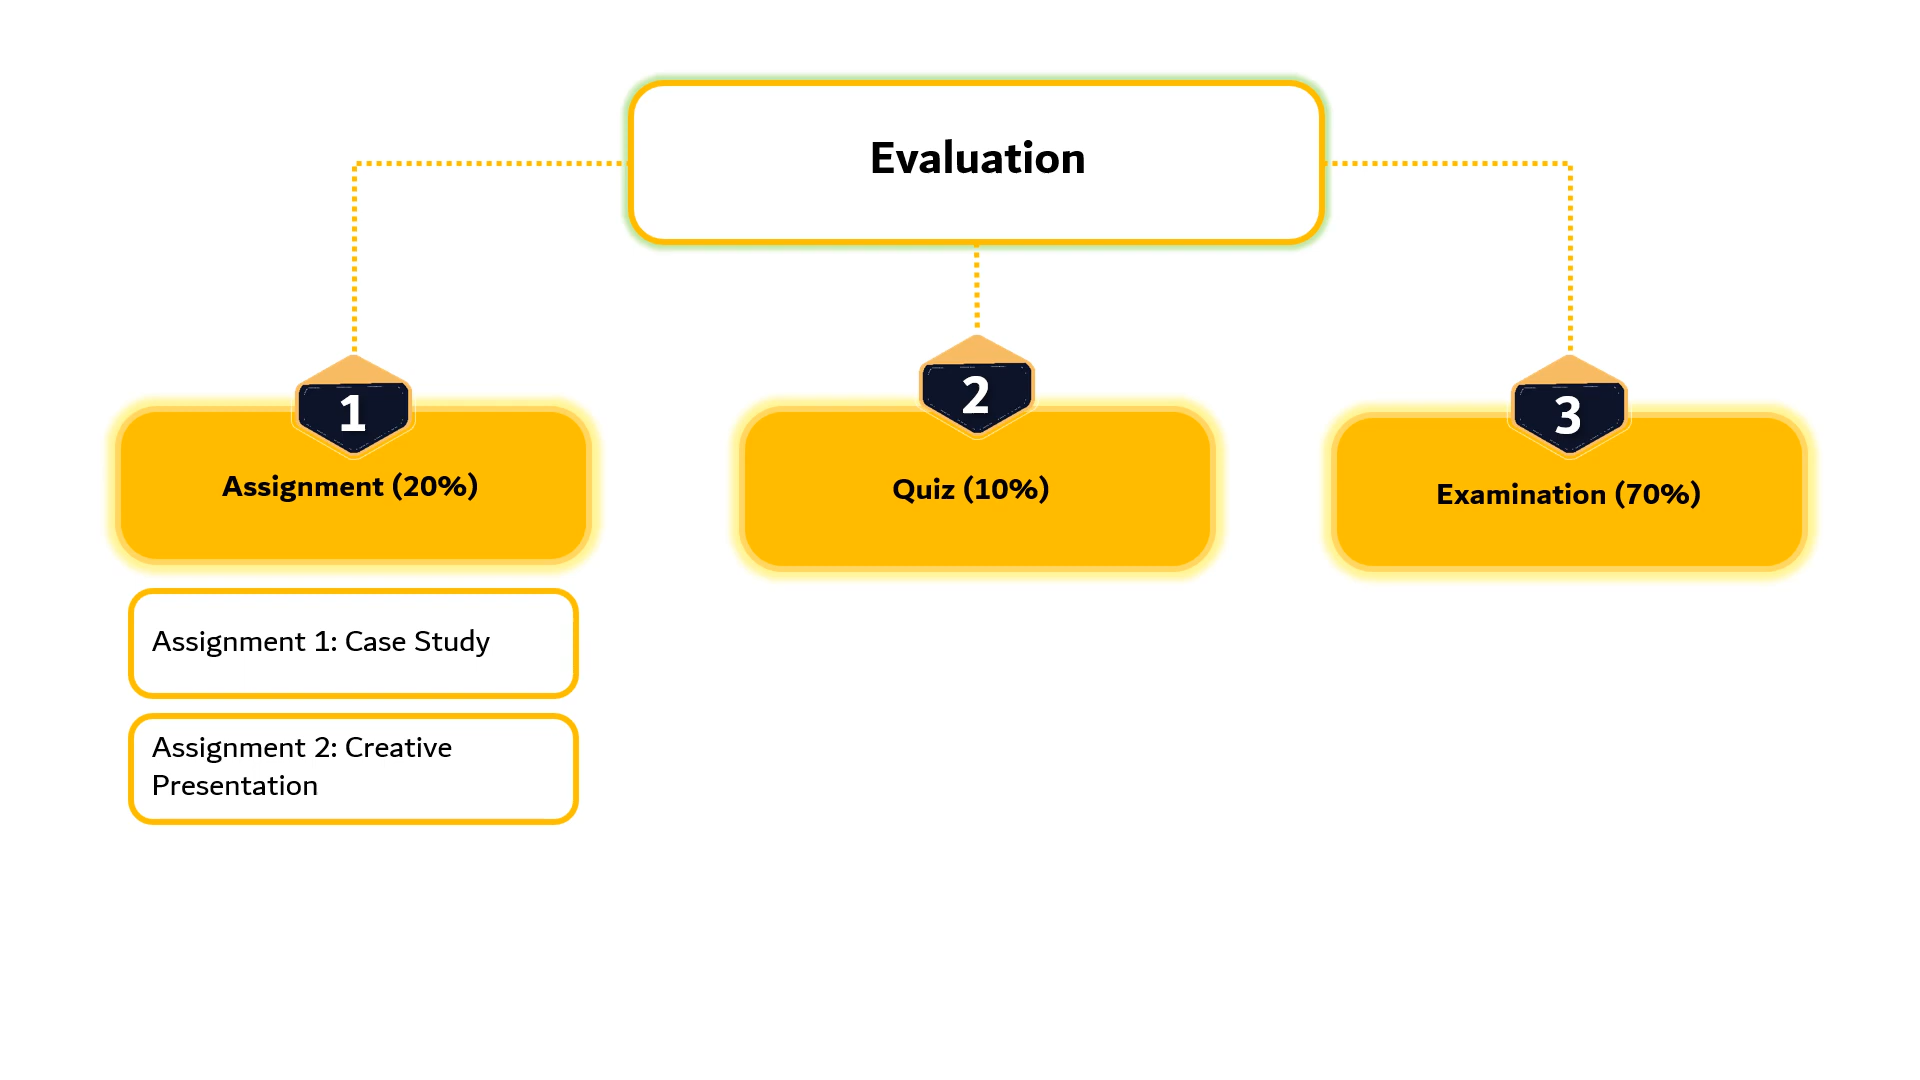 Evaluation
1
2
3
Assignment (20%)
Quiz (10%)
Examination (70%)
Assignment 1: Case Study
Assignment 2: Creative
Presentation